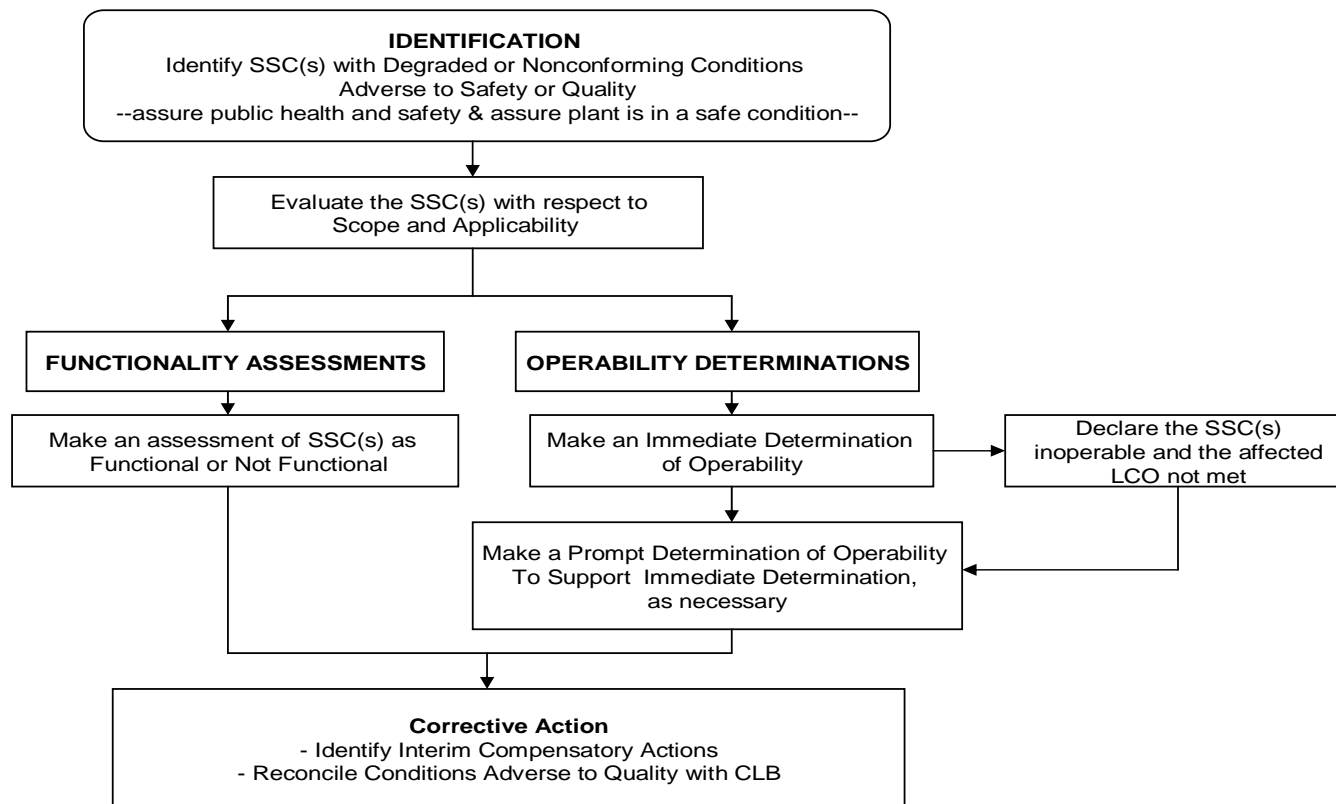 IDENTIFICATION
Identify SSC(s) with Degraded or Nonconforming Conditions
Adverse to Safety or Quality
--assure public health and safety & assure plant is in a safe condition--
Evaluate the SSC(s) with respect to
Scope and Applicability
FUNCTIONALITY ASSESSMENTS
OPERABILITY DETERMINATIONS
Make an assessment of SSC(s) as
Functional or Not Functional
Make an Immediate Determination
of Operability
Declare the SSC(s)
inoperable and the affected
LCO not met
Make a Prompt Determination of Operability
To Support Immediate Determination,
as necessary
Corrective Action
- Identify Interim Compensatory Actions
- Reconcile Conditions Adverse to Quality with CLB